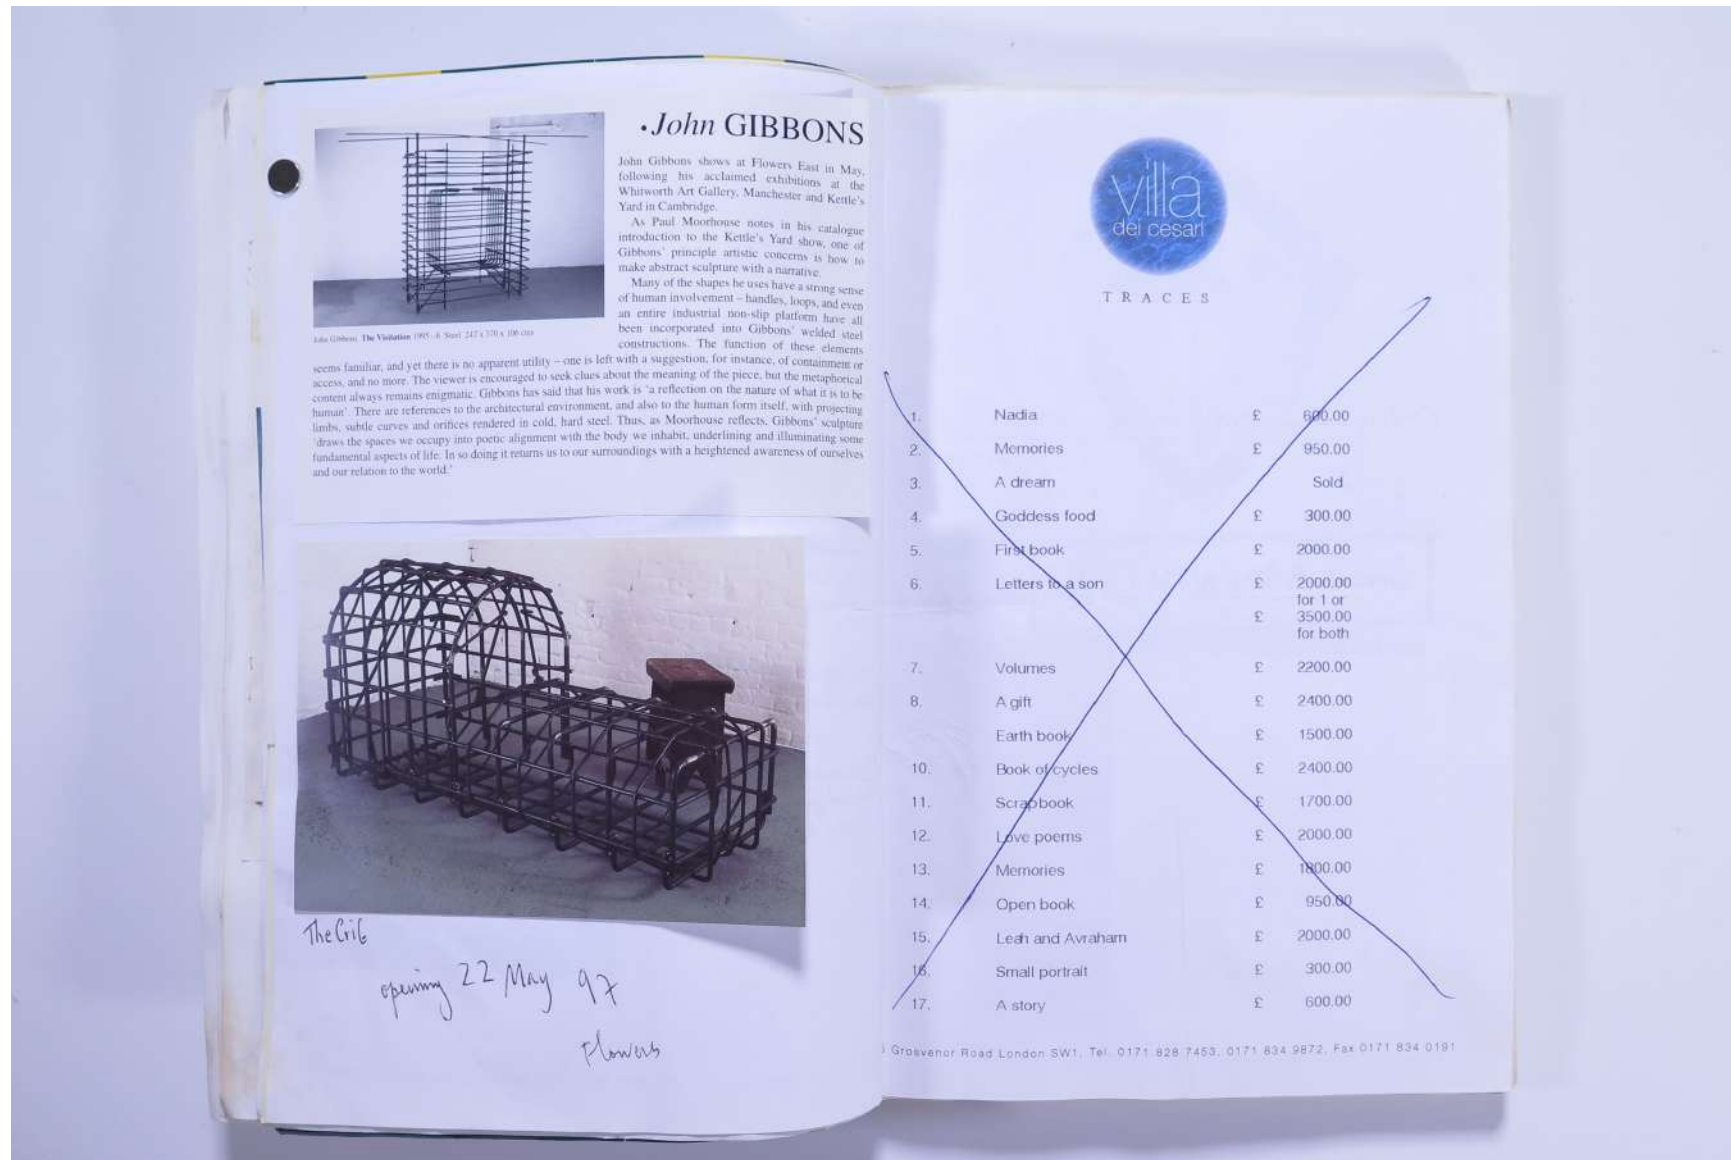 • John GIBBONS
John Gibbons shows at Flowers East in May,
following his acclaimed exhibitions at the
Whitworth Art Gallery, Manchester and Kettle's
Yard in Cambridge.
As Paul Moorhouse notes in his catalogue
introduction to the Kettle's Yard show, one of
Gibbons' principle artistic concerns is how to
make abstract sculpture with a narrative.
Many of the shapes he uses have a strong sense
of human involvement – handles, loops, and even
an entire industrial non-slip platform have all
been incorporated into Gibbons' welded steel
constructions. The function of these elements
seems familiar, and yet there is no apparent utility – one is left with a suggestion, for instance, of containment or
access, and no more. The viewer is encouraged to seek clues about the meaning of the piece, but the metaphorical
content always remains enigmatic. Gibbons has said that his work is 'a reflection on the nature of what it is to be
human'. There are references to the architectural environment, and also to the human form itself, with projecting
limbs, subtle curves and orifices rendered in cold, hard steel. Thus, as Moorhouse reflects, Gibbons' sculpture
'draws the spaces we occupy into poetic alignment with the body we inhabit, underlining and illuminating some
fundamental aspects of life. In so doing it returns us to our surroundings with a heightened awareness of ourselves
and our relation to the world.'
John Gibbons The Visitation 1995-6 Steel 247 x 370 x 106 cms
The Crib
opening 22 May 97
Flowers
villa
dei cesari
TRACES
1. Nadia £ 600.00
2. Memories £ 950.00
3. A dream Sold
4. Goddess food £ 300.00
5. First book £ 2000.00
6. Letters to a son £ 2000.00
for 1 or
£ 3500.00
for both
7. Volumes £ 2200.00
8. A gift £ 2400.00
Earth book £ 1500.00
10. Book of cycles £ 2400.00
11. Scrapbook £ 1700.00
12. Love poems £ 2000.00
13. Memories £ 1800.00
14. Open book £ 950.00
15. Leah and Avraham £ 2000.00
16. Small portrait £ 300.00
17. A story £ 600.00
Grosvenor Road London SW1, Tel. 0171 828 7453, 0171 834 9872, Fax 0171 834 0191